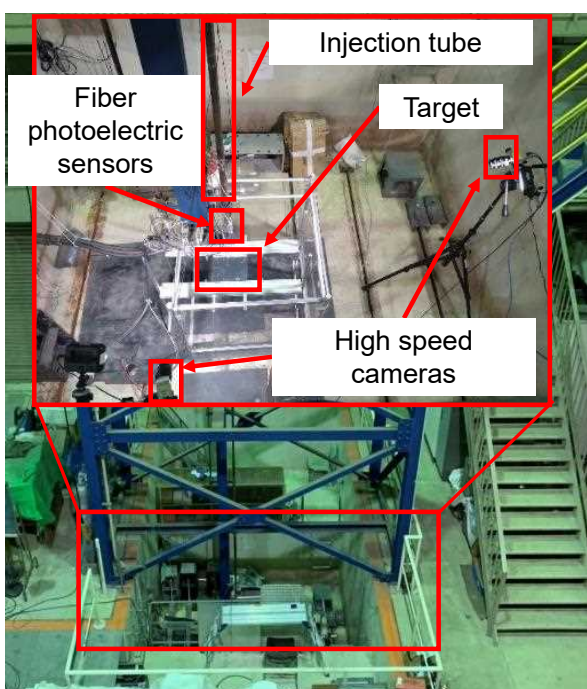 Injection tube
Fiber
photoelectric
sensors
Target
High speed
cameras